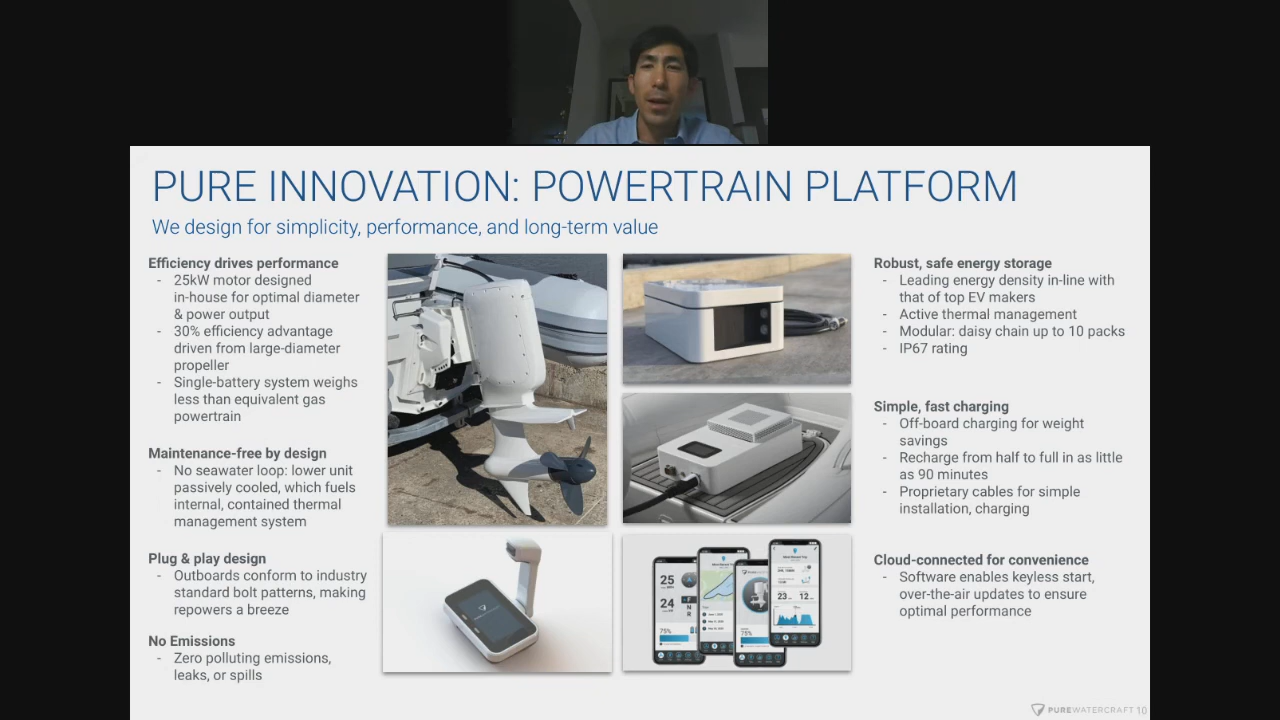 PURE INNOVATION: POWERTRAIN PLATFORM
We design for simplicity, performance, and long-term value
Efficiency drives performance
- 25kW motor designed
in-house for optimal diameter
& power output
- 30% efficiency advantage
driven from large-diameter
propeller
- Single-battery system weighs
less than equivalent gas
powertrain
Maintenance-free by design
- No seawater loop: lower unit
passively cooled, which fuels
internal, contained thermal
management system
Plug & play design
- Outboards conform to industry
standard bolt patterns, making
repowers a breeze
No Emissions
- Zero polluting emissions,
leaks, or spills
25
24
F
N
R
75%
75%
23
12
Robust, safe energy storage
- Leading energy density in-line with
that of top EV makers
- Active thermal management
- Modular: daisy chain up to 10 packs
- IP67 rating
Simple, fast charging
- Off-board charging for weight
savings
- Recharge from half to full in as little
as 90 minutes
- Proprietary cables for simple
installation, charging
Cloud-connected for convenience
- Software enables keyless start,
over-the-air updates to ensure
optimal performance
PUREWATERCRAFT 10